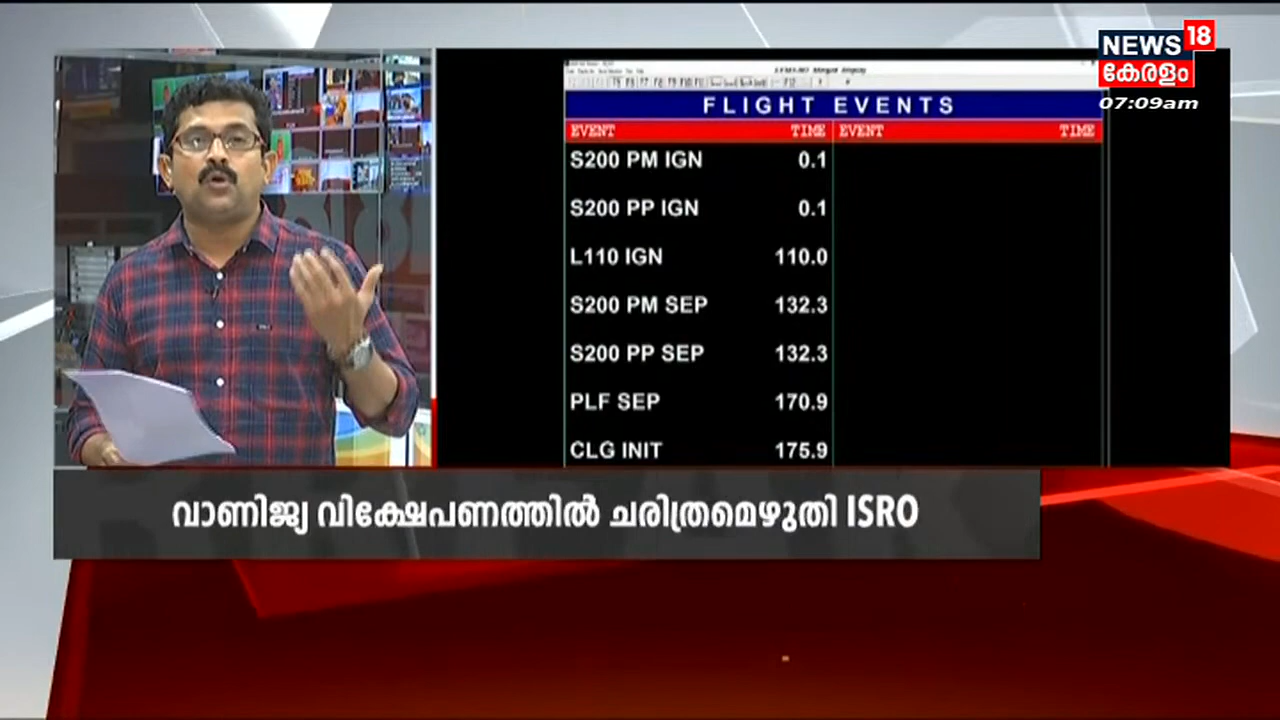 NEWS 18
കേരളം
07:09am
FLIGHT EVENTS
EVENT TIME EVENT TIME
S200 PM IGN 0.1
S200 PP IGN 0.1
L110 IGN 110.0
S200 PM SEP 132.3
S200 PP SEP 132.3
PLF SEP 170.9
CLG INIT 175.9
വാണിജ്യ വിക്ഷേപണത്തിൽ ചരിത്രമെഴുതി ISRO